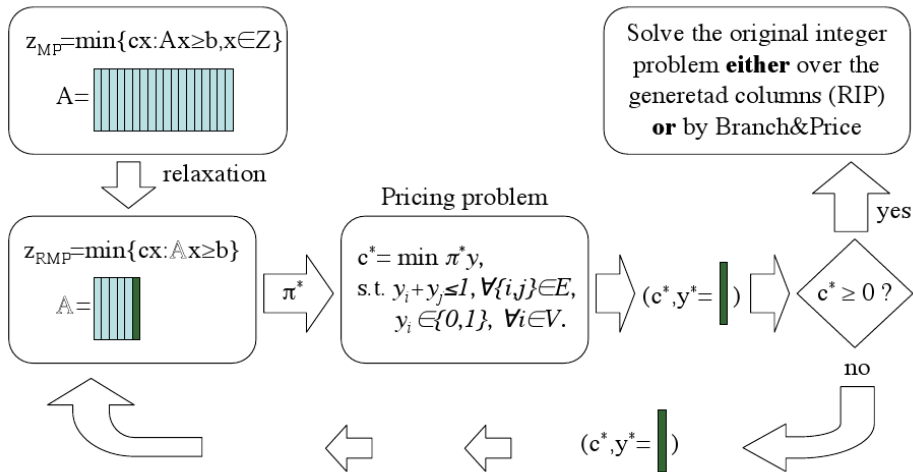 z_MP=min{cx:Ax≥b,x∈Z}
A=
relaxation
Solve the original integer
problem either over the
generetad columns (RIP)
or by Branch&Price
yes
z_RMP=min{cx:𝔸x≥b}
𝔸=
π*
Pricing problem
c*= min π*y,
s.t. y_i+y_j≤1,∀{i,j}∈E,
y_i∈{0,1}, ∀i∈V.
(c*,y*= )
c* ≥ 0 ?
no
(c*,y*= )